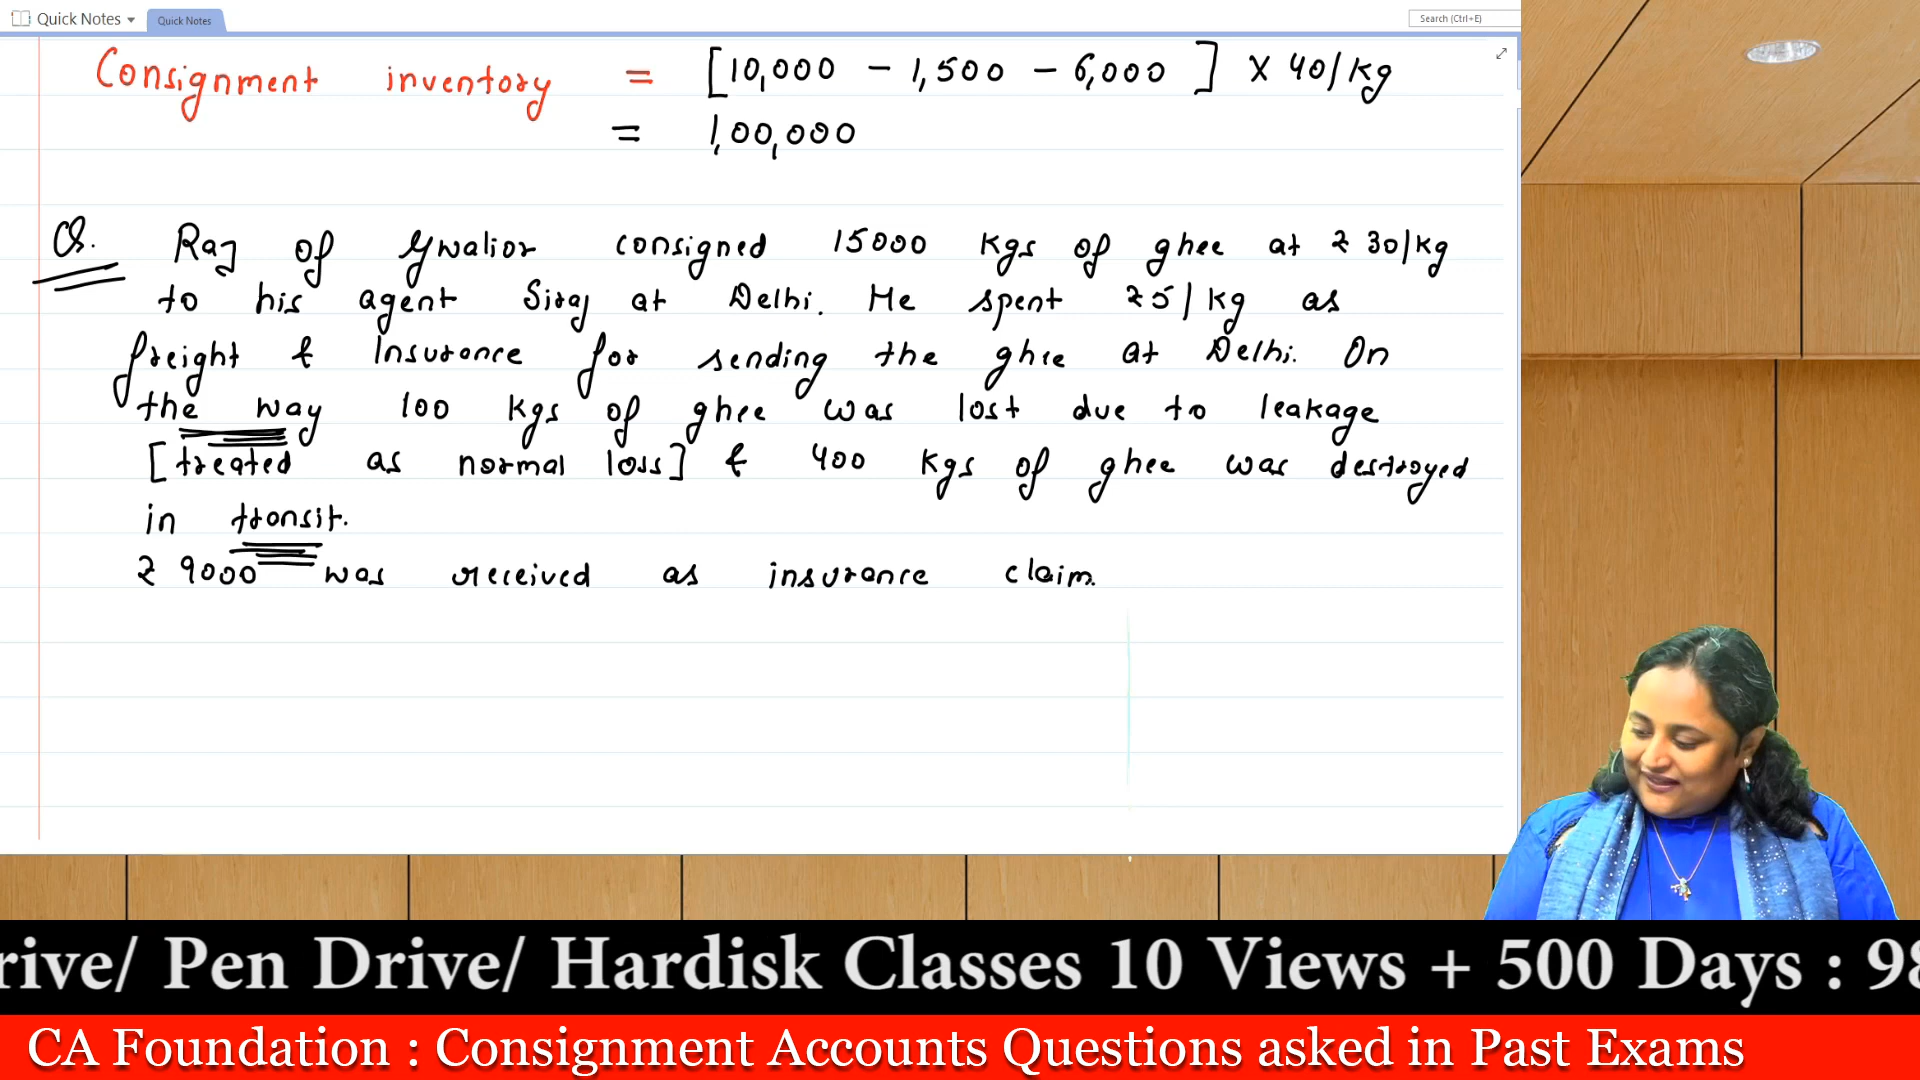 Quick Notes
Quick Notes
Search (Ctrl+E)
Consignment inventory = [10,000 - 1,500 - 6,000] X 40/kg
= 1,00,000
Q. Raj of Gwalior consigned 15000 kgs of ghee at ₹ 30/kg
to his agent Siraj at Delhi. He spent ₹5/kg as
freight & Insurance for sending the ghee at Delhi. On
the way 100 kgs of ghee was lost due to leakage
[treated as normal loss] & 400 kgs of ghee was destroyed
in transit.
₹ 9000 was received as insurance claim.
rive/ Pen Drive/ Hardisk Classes 10 Views + 500 Days : 98
CA Foundation : Consignment Accounts Questions asked in Past Exams